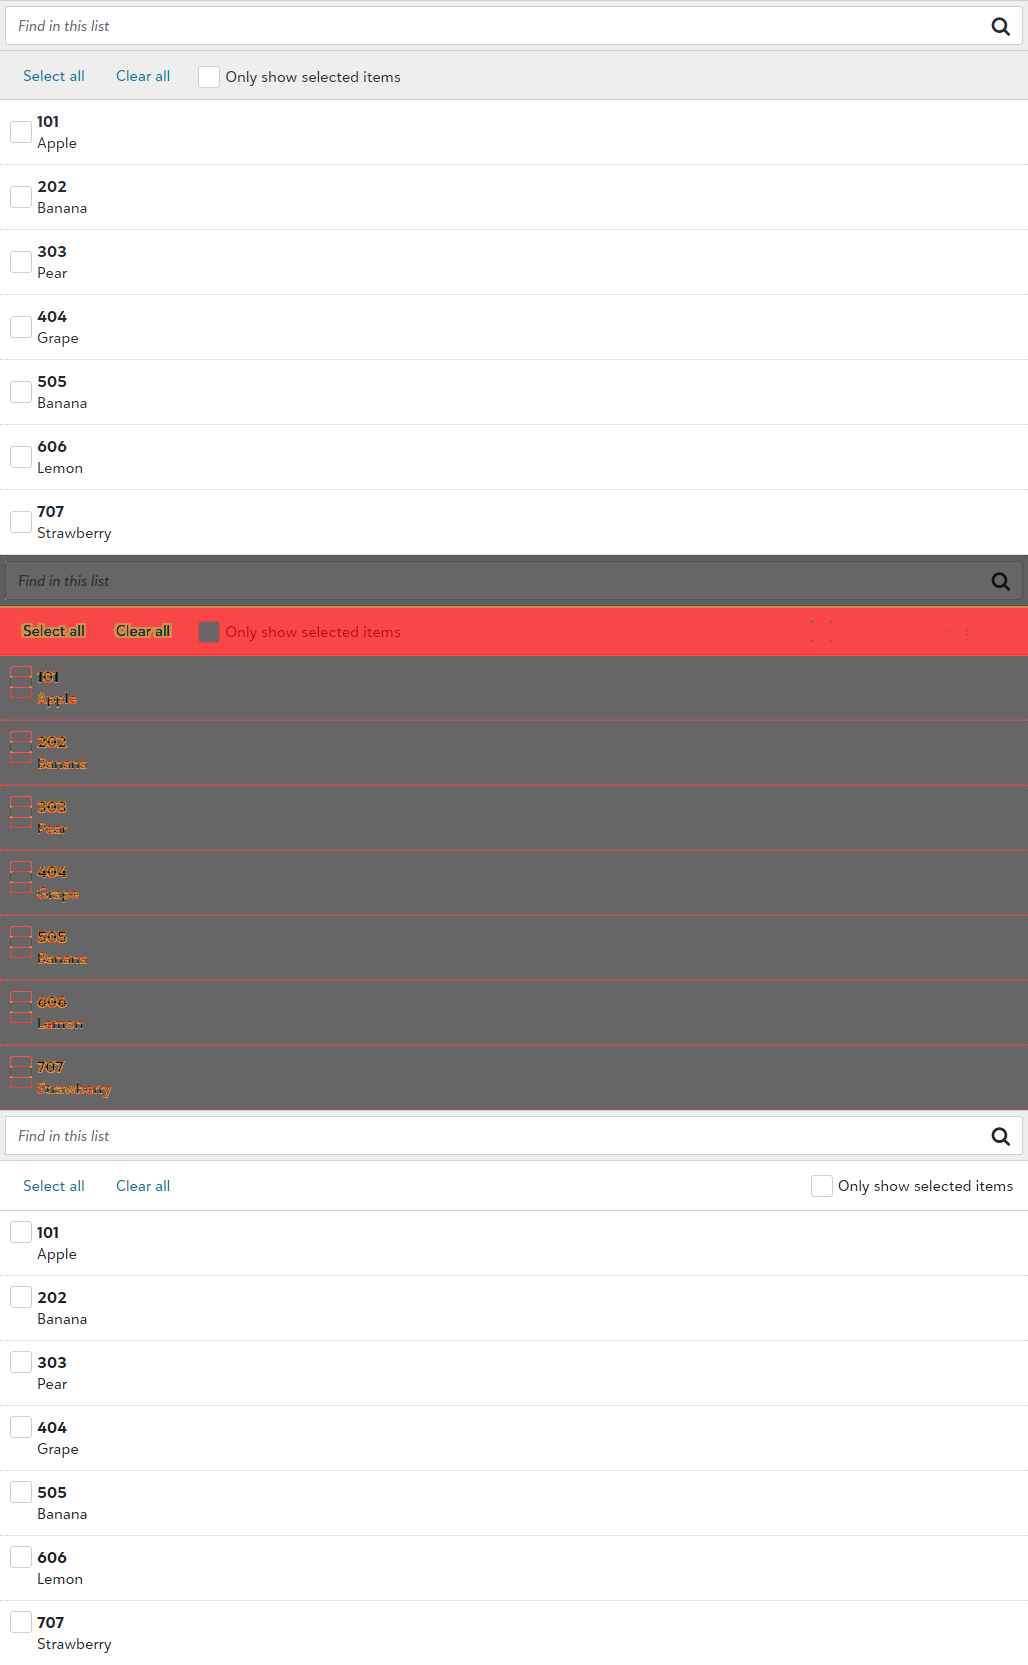 Find in this list
Select all Clear all Only show selected items
101
Apple
202
Banana
303
Pear
404
Grape
505
Banana
606
Lemon
707
Strawberry
Find in this list
Select all Clear all Only show selected items
101
Apple
202
Banana
303
Pear
404
Grape
505
Banana
606
Lemon
707
Strawberry
Find in this list
Select all Clear all Only show selected items
101
Apple
202
Banana
303
Pear
404
Grape
505
Banana
606
Lemon
707
Strawberry